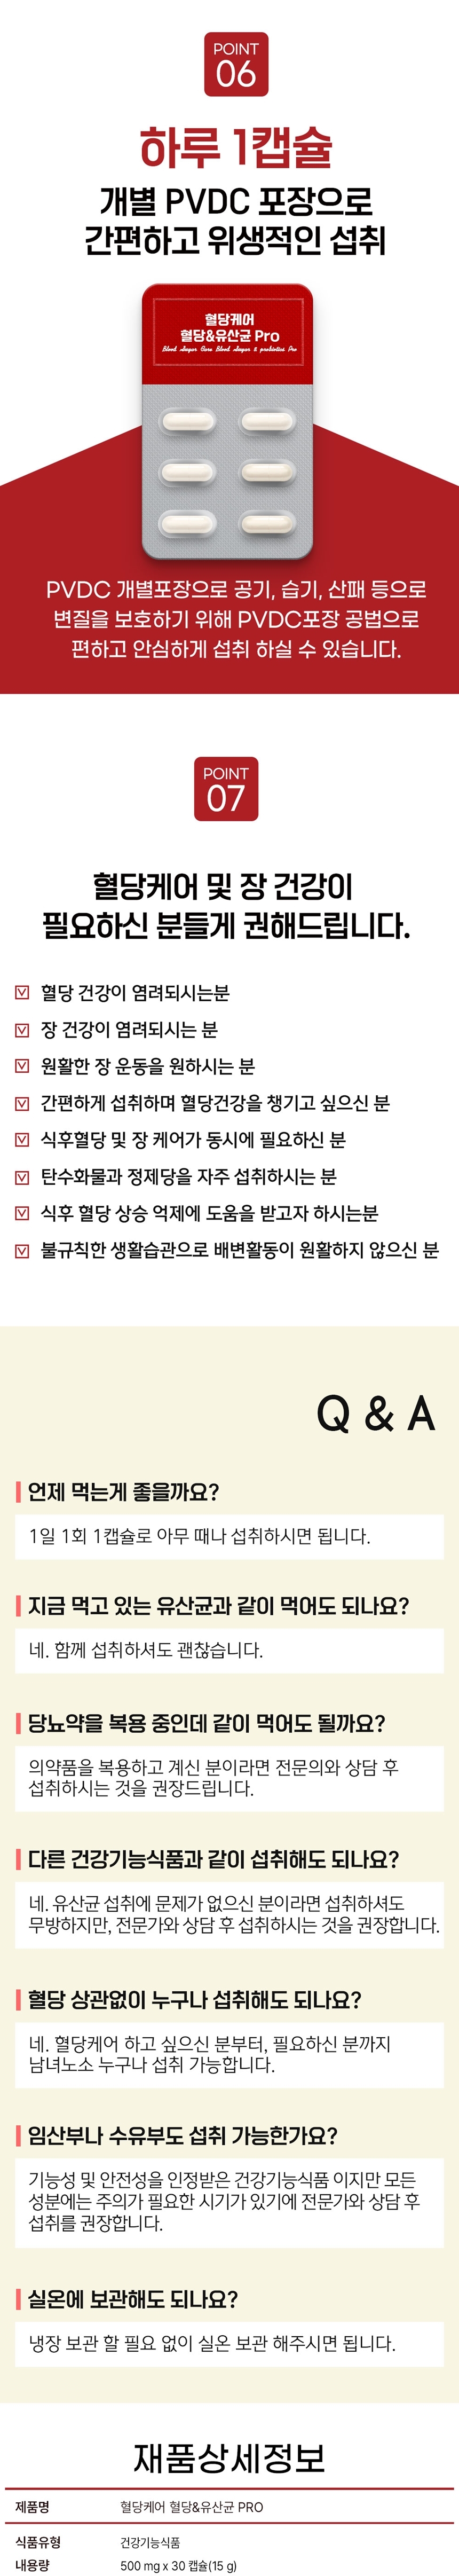 POINT
06
하루 1캡슐
개별 PVDC 포장으로
간편하고 위생적인 섭취
혈당케어
혈당&유산균 Pro
PVDC 개별포장으로 공기, 습기, 산패 등으로
변질을 보호하기 위해 PVDC포장 공법으로
편하고 안심하게 섭취 하실 수 있습니다.
POINT
07
혈당케어 및 장 건강이
필요하신 분들게 권해드립니다.
혈당 건강이 염려되시는분
장 건강이 염려되시는 분
원활한 장 운동을 원하시는 분
간편하게 섭취하며 혈당건강을 챙기고 싶으신 분
식후혈당 및 장 케어가 동시에 필요하신 분
탄수화물과 정제당을 자주 섭취하시는 분
식후 혈당 상승 억제에 도움을 받고자 하시는분
불규칙한 생활습관으로 배변활동이 원활하지 않으신 분
Q & A
언제 먹는게 좋을까요?
1일 1회 1캡슐로 아무 때나 섭취하시면 됩니다.
지금 먹고 있는 유산균과 같이 먹어도 되나요?
네. 함께 섭취하셔도 괜찮습니다.
당뇨약을 복용 중인데 같이 먹어도 될까요?
의약품을 복용하고 계신 분이라면 전문의와 상담 후
섭취하시는 것을 권장드립니다.
다른 건강기능식품과 같이 섭취해도 되나요?
네. 유산균 섭취에 문제가 없으신 분이라면 섭취하셔도
무방하지만, 전문가와 상담 후 섭취하시는 것을 권장합니다.
혈당 상관없이 누구나 섭취해도 되나요?
네. 혈당케어 하고 싶으신 분부터, 필요하신 분까지
남녀노소 누구나 섭취 가능합니다.
임산부나 수유부도 섭취 가능한가요?
기능성 및 안전성을 인정받은 건강기능식품 이지만 모든
성분에는 주의가 필요한 시기가 있기에 전문가와 상담 후
섭취를 권장합니다.
실온에 보관해도 되나요?
냉장 보관 할 필요 없이 실온 보관 해주시면 됩니다.
재품상세정보
제품명 혈당케어 혈당&유산균 PRO
식품유형 건강기능식품
내용량 500 mg x 30 캡슐(15 g)